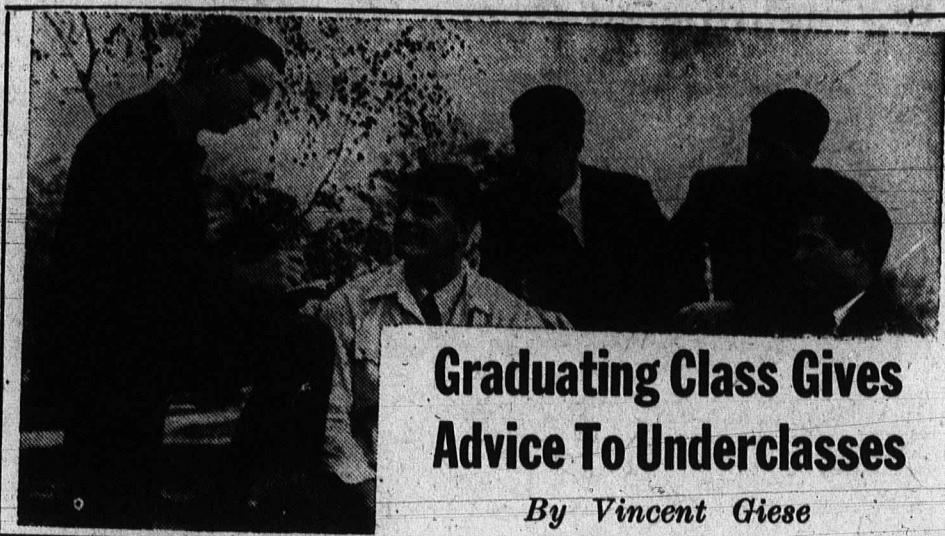 Graduating Class Gives
Advice To Underclasses
By Vincent Giese